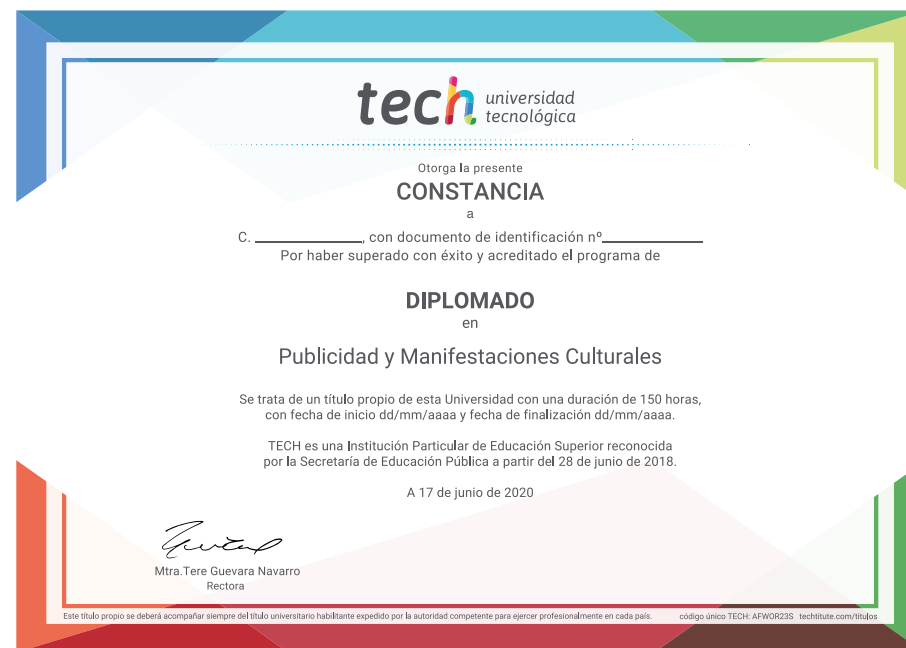 tech universidad
tecnológica
Otorga la presente
CONSTANCIA
a
C. ____________, con documento de identificación nº____________
Por haber superado con éxito y acreditado el programa de
DIPLOMADO
en
Publicidad y Manifestaciones Culturales
Se trata de un título propio de esta Universidad con una duración de 150 horas,
con fecha de inicio dd/mm/aaaa y fecha de finalización dd/mm/aaaa.
TECH es una Institución Particular de Educación Superior reconocida
por la Secretaría de Educación Pública a partir del 28 de junio de 2018.
A 17 de junio de 2020
Mtra.Tere Guevara Navarro
Rectora
Este título propio se deberá acompañar siempre del título universitario habilitante expedido por la autoridad competente para ejercer profesionalmente en cada país. código único TECH: AFWOR23S techtitute.com/titulos